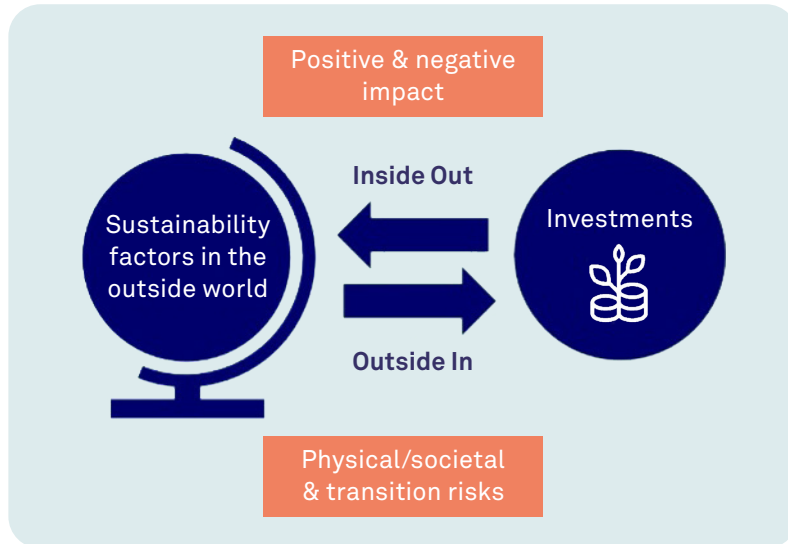 Positive & negative
impact
Inside Out
Sustainability
factors in the
outside world
Investments
Outside In
Physical/societal
& transition risks